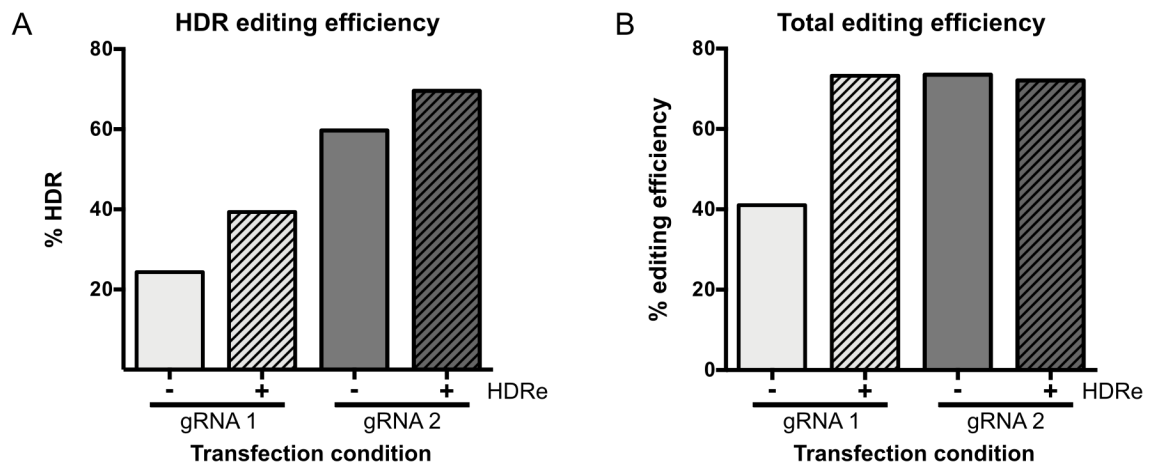 A
HDR editing efficiency
% HDR
80
60
40
20
- + - + HDRe
gRNA 1 gRNA 2
Transfection condition
B
Total editing efficiency
% editing efficiency
80
60
40
20
0
- + - + HDRe
gRNA 1 gRNA 2
Transfection condition